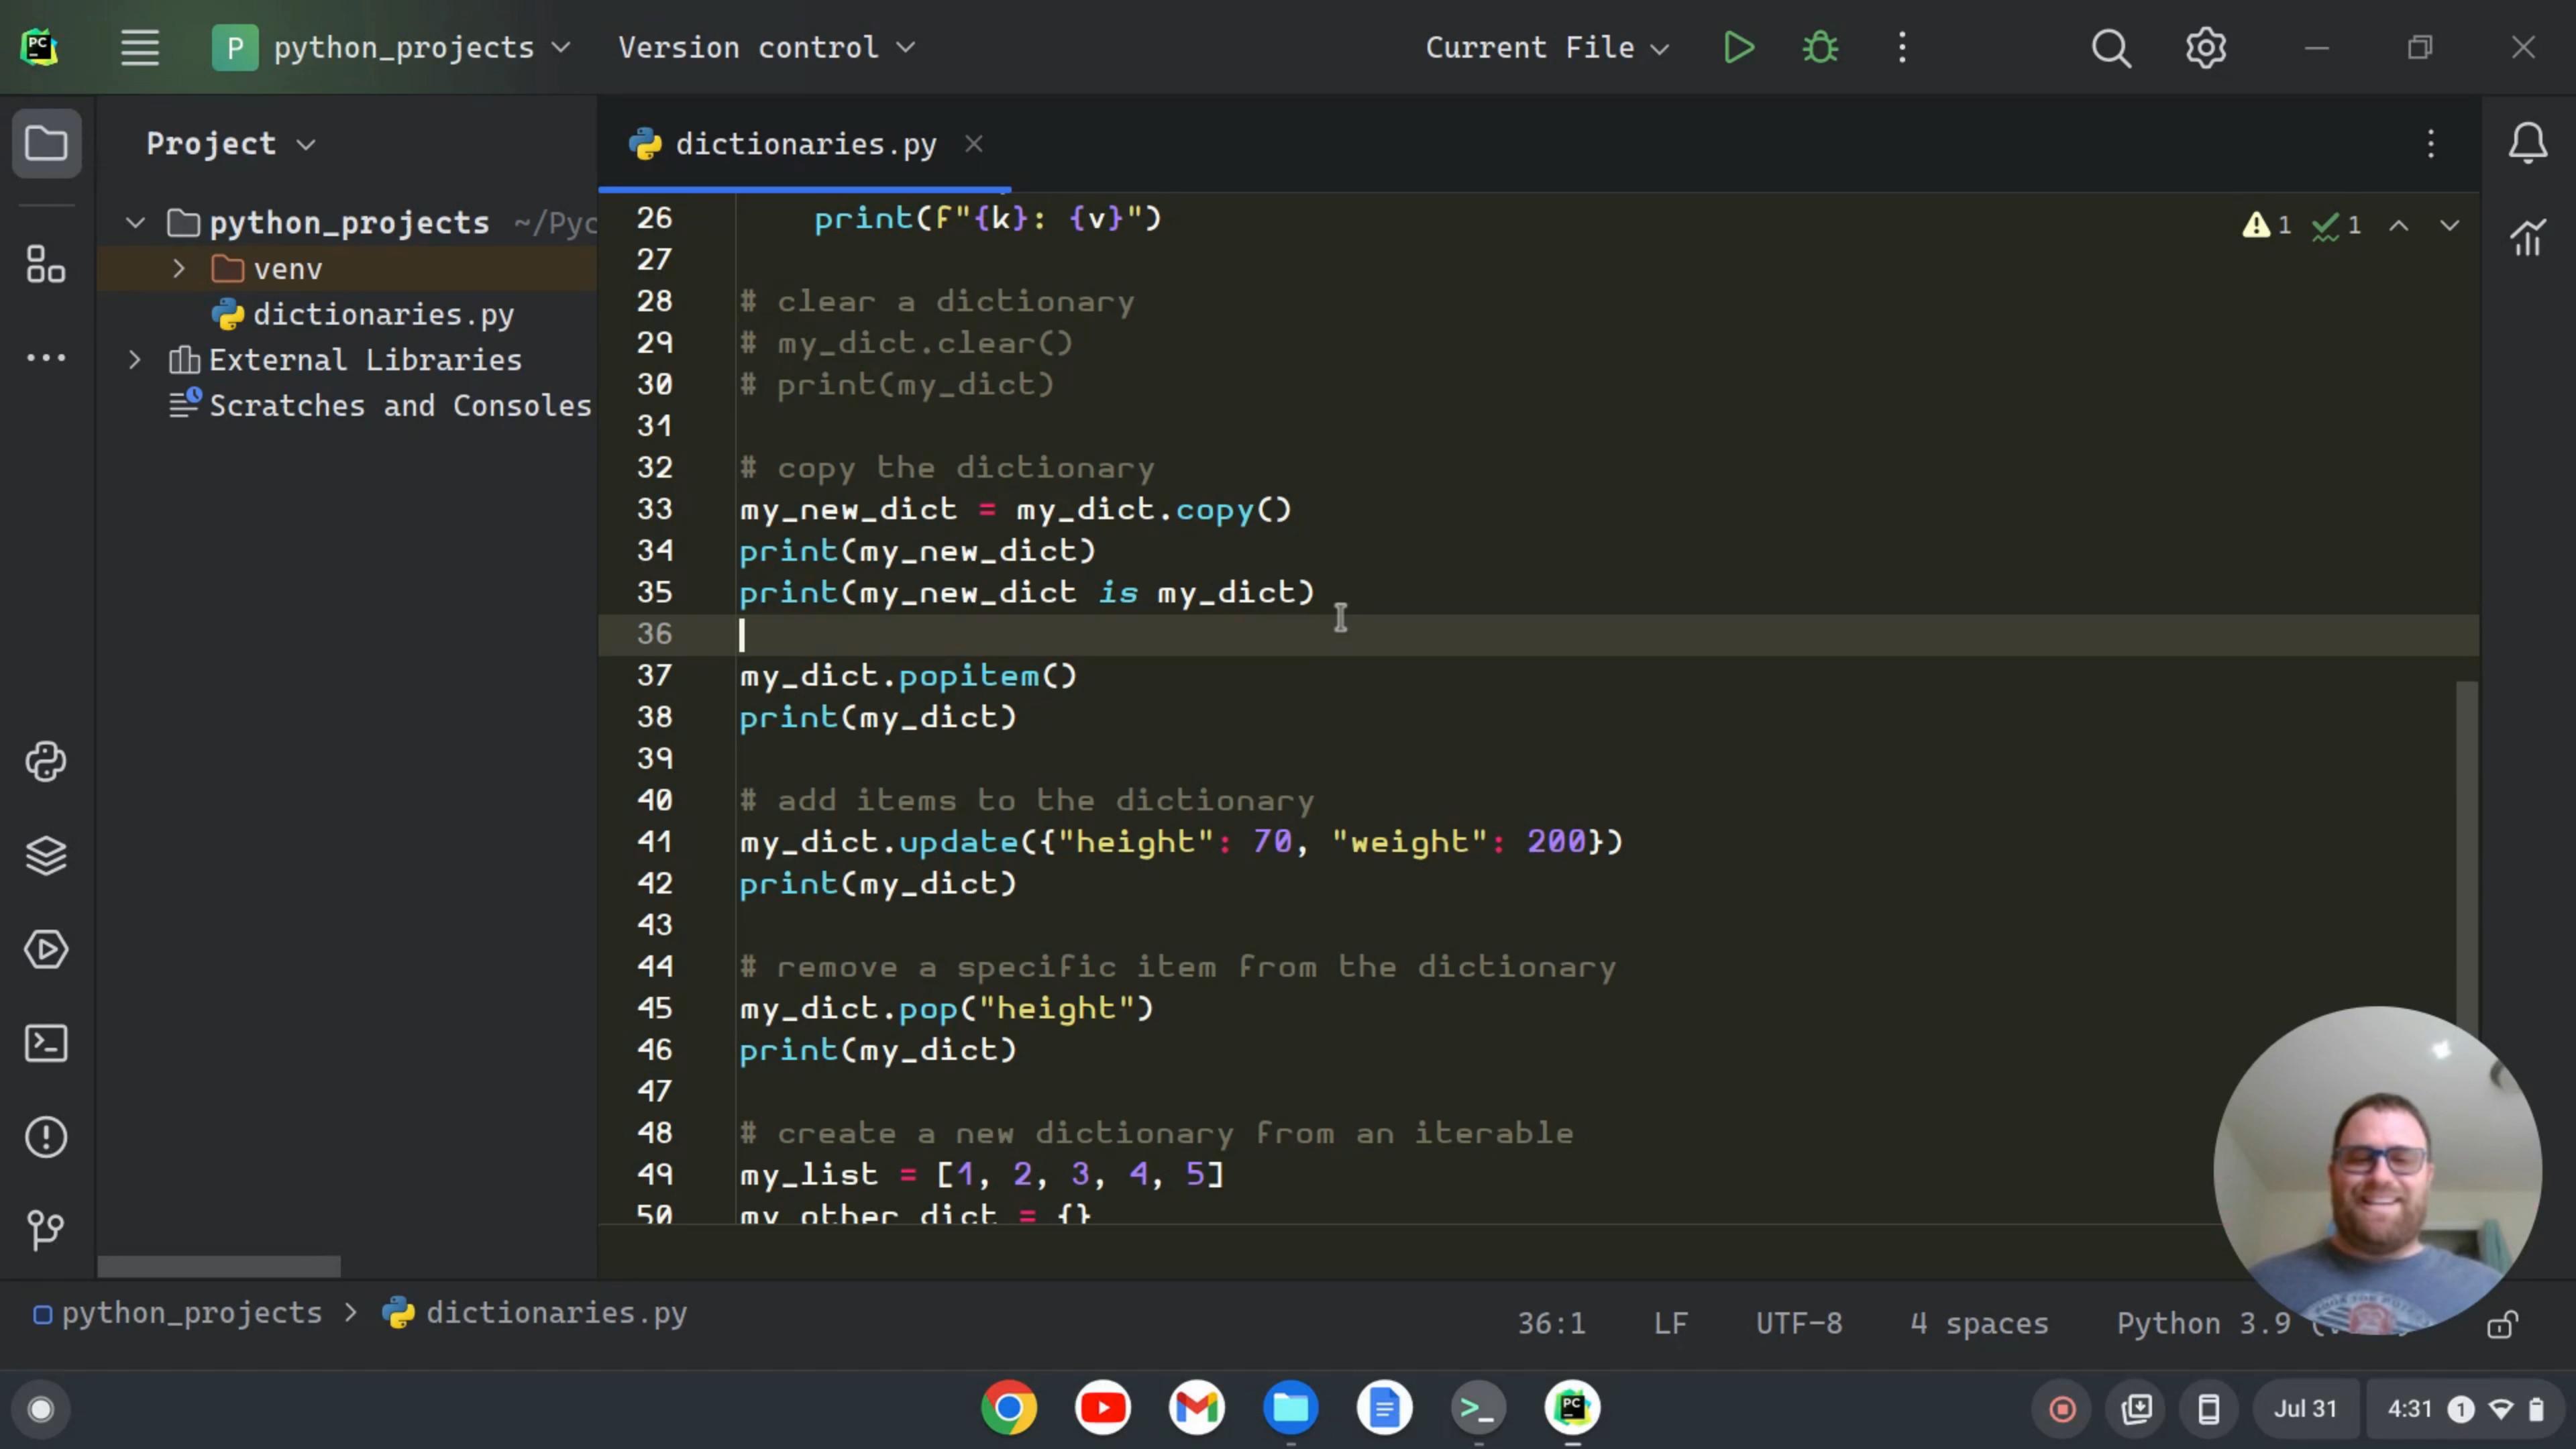 PC
P python_projects Version control Current File
Project
dictionaries.py
python_projects ~/Pyc
venv
dictionaries.py
External Libraries
Scratches and Consoles
1 1
26 print(f"{k}: {v}")
27
28 # clear a dictionary
29 # my_dict.clear()
30 # print(my_dict)
31
32 # copy the dictionary
33 my_new_dict = my_dict.copy()
34 print(my_new_dict)
35 print(my_new_dict is my_dict)
36
37 my_dict.popitem()
38 print(my_dict)
39
40 # add items to the dictionary
41 my_dict.update({"height": 70, "weight": 200})
42 print(my_dict)
43
44 # remove a specific item from the dictionary
45 my_dict.pop("height")
46 print(my_dict)
47
48 # create a new dictionary from an iterable
49 my_list = [1, 2, 3, 4, 5]
50 my_other_dict = {}
python_projects > dictionaries.py
36:1 LF UTF-8 4 spaces Python 3.9
PC
Jul 31 4:31 1